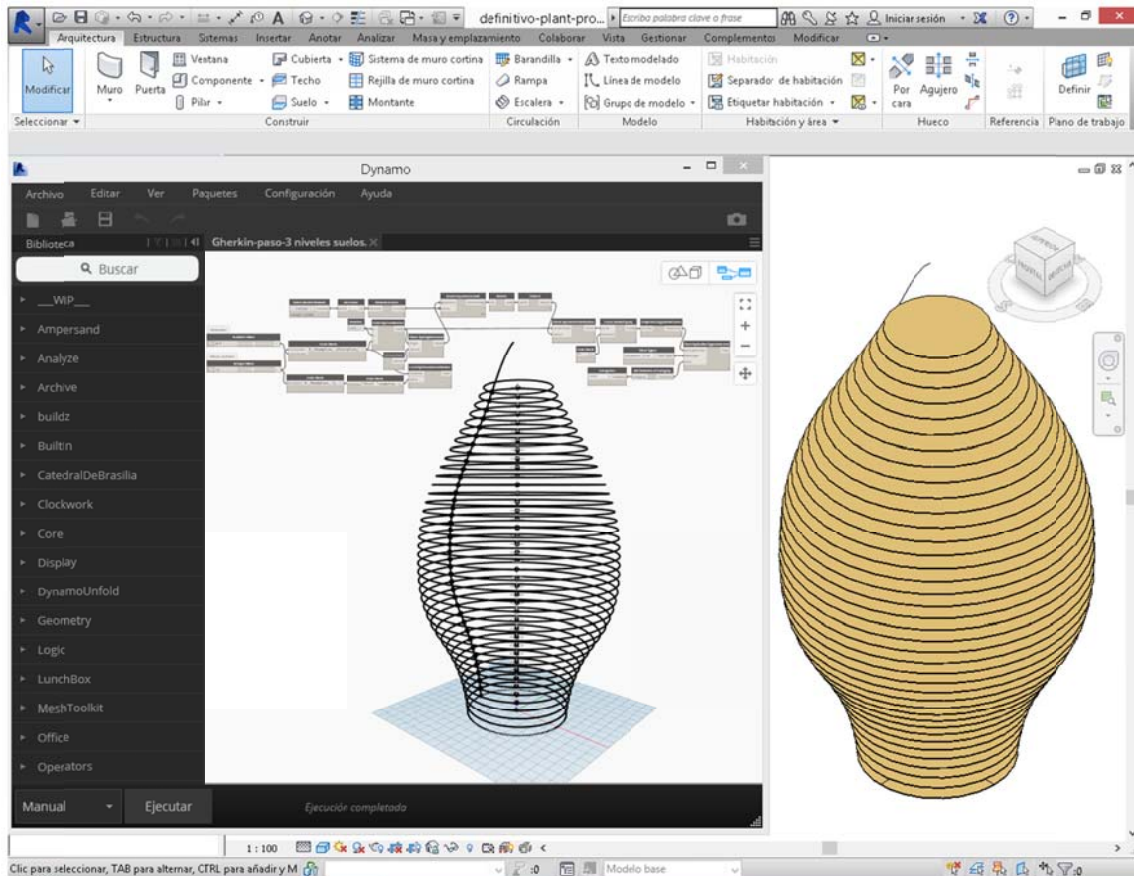 definitivo-plant-pro... Escriba palabra clave o frase Iniciar sesión
Arquitectura Estructura Sistemas Insertar Anotar Analizar Masa y emplazamiento Colaborar Vista Gestionar Complementos Modificar
Modificar
Muro
Puerta
Ventana
Componente
Pilar
Cubierta
Techo
Suelo
Sistema de muro cortina
Rejilla de muro cortina
Montante
Barandilla
Rampa
Escalera
Texto modelado
Línea de modelo
Grupo de modelo
Habitación
Separador de habitación
Etiquetar habitación
Por cara
Agujero
Definir
Seleccionar Construir Circulación Modelo Habitación y área Hueco Referencia Plano de trabajo
Dynamo
Archivo Editar Ver Paquetes Configuración Ayuda
Biblioteca
Gherkin-paso-3 niveles suelos.
Buscar
___WIP___
Ampersand
Analyze
Archive
buildz
BuiltIn
CatedralDeBrasilia
Clockwork
Core
Display
DynamoUnfold
Geometry
Logic
LunchBox
MeshToolkit
Office
Operators
Manual Ejecutar Ejecución completada
1 : 100
Clic para seleccionar, TAB para alternar, CTRL para añadir y M :0 Modelo base :0